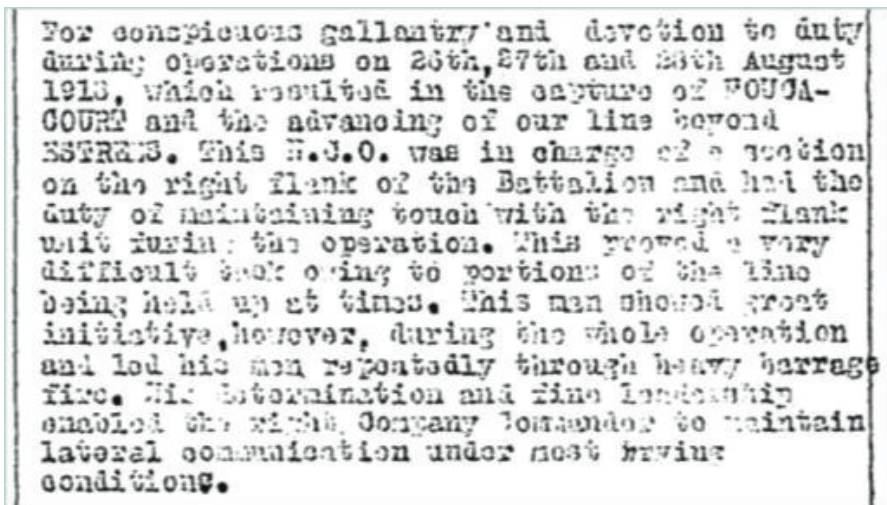 For conspicuous gallantry and devotion to duty
during operations on 26th,27th and 28th August
1918, which resulted in the capture of FOUCA-
COURT and the advancing of our line beyond
ESTREES. This N.C.O. was in charge of a section
on the right flank of the Battalion and had the
duty of maintaining touch with the right flank
unit furing the operation. This proved a very
difficult task owing to portions of the line
being held up at times. This man showed great
initiative,however, during the whole operation
and led his men repeatedly through heavy barrage
fire. His determination and fine leadership
enabled the right Company Commander to maintain
lateral communication under most trying
conditions.